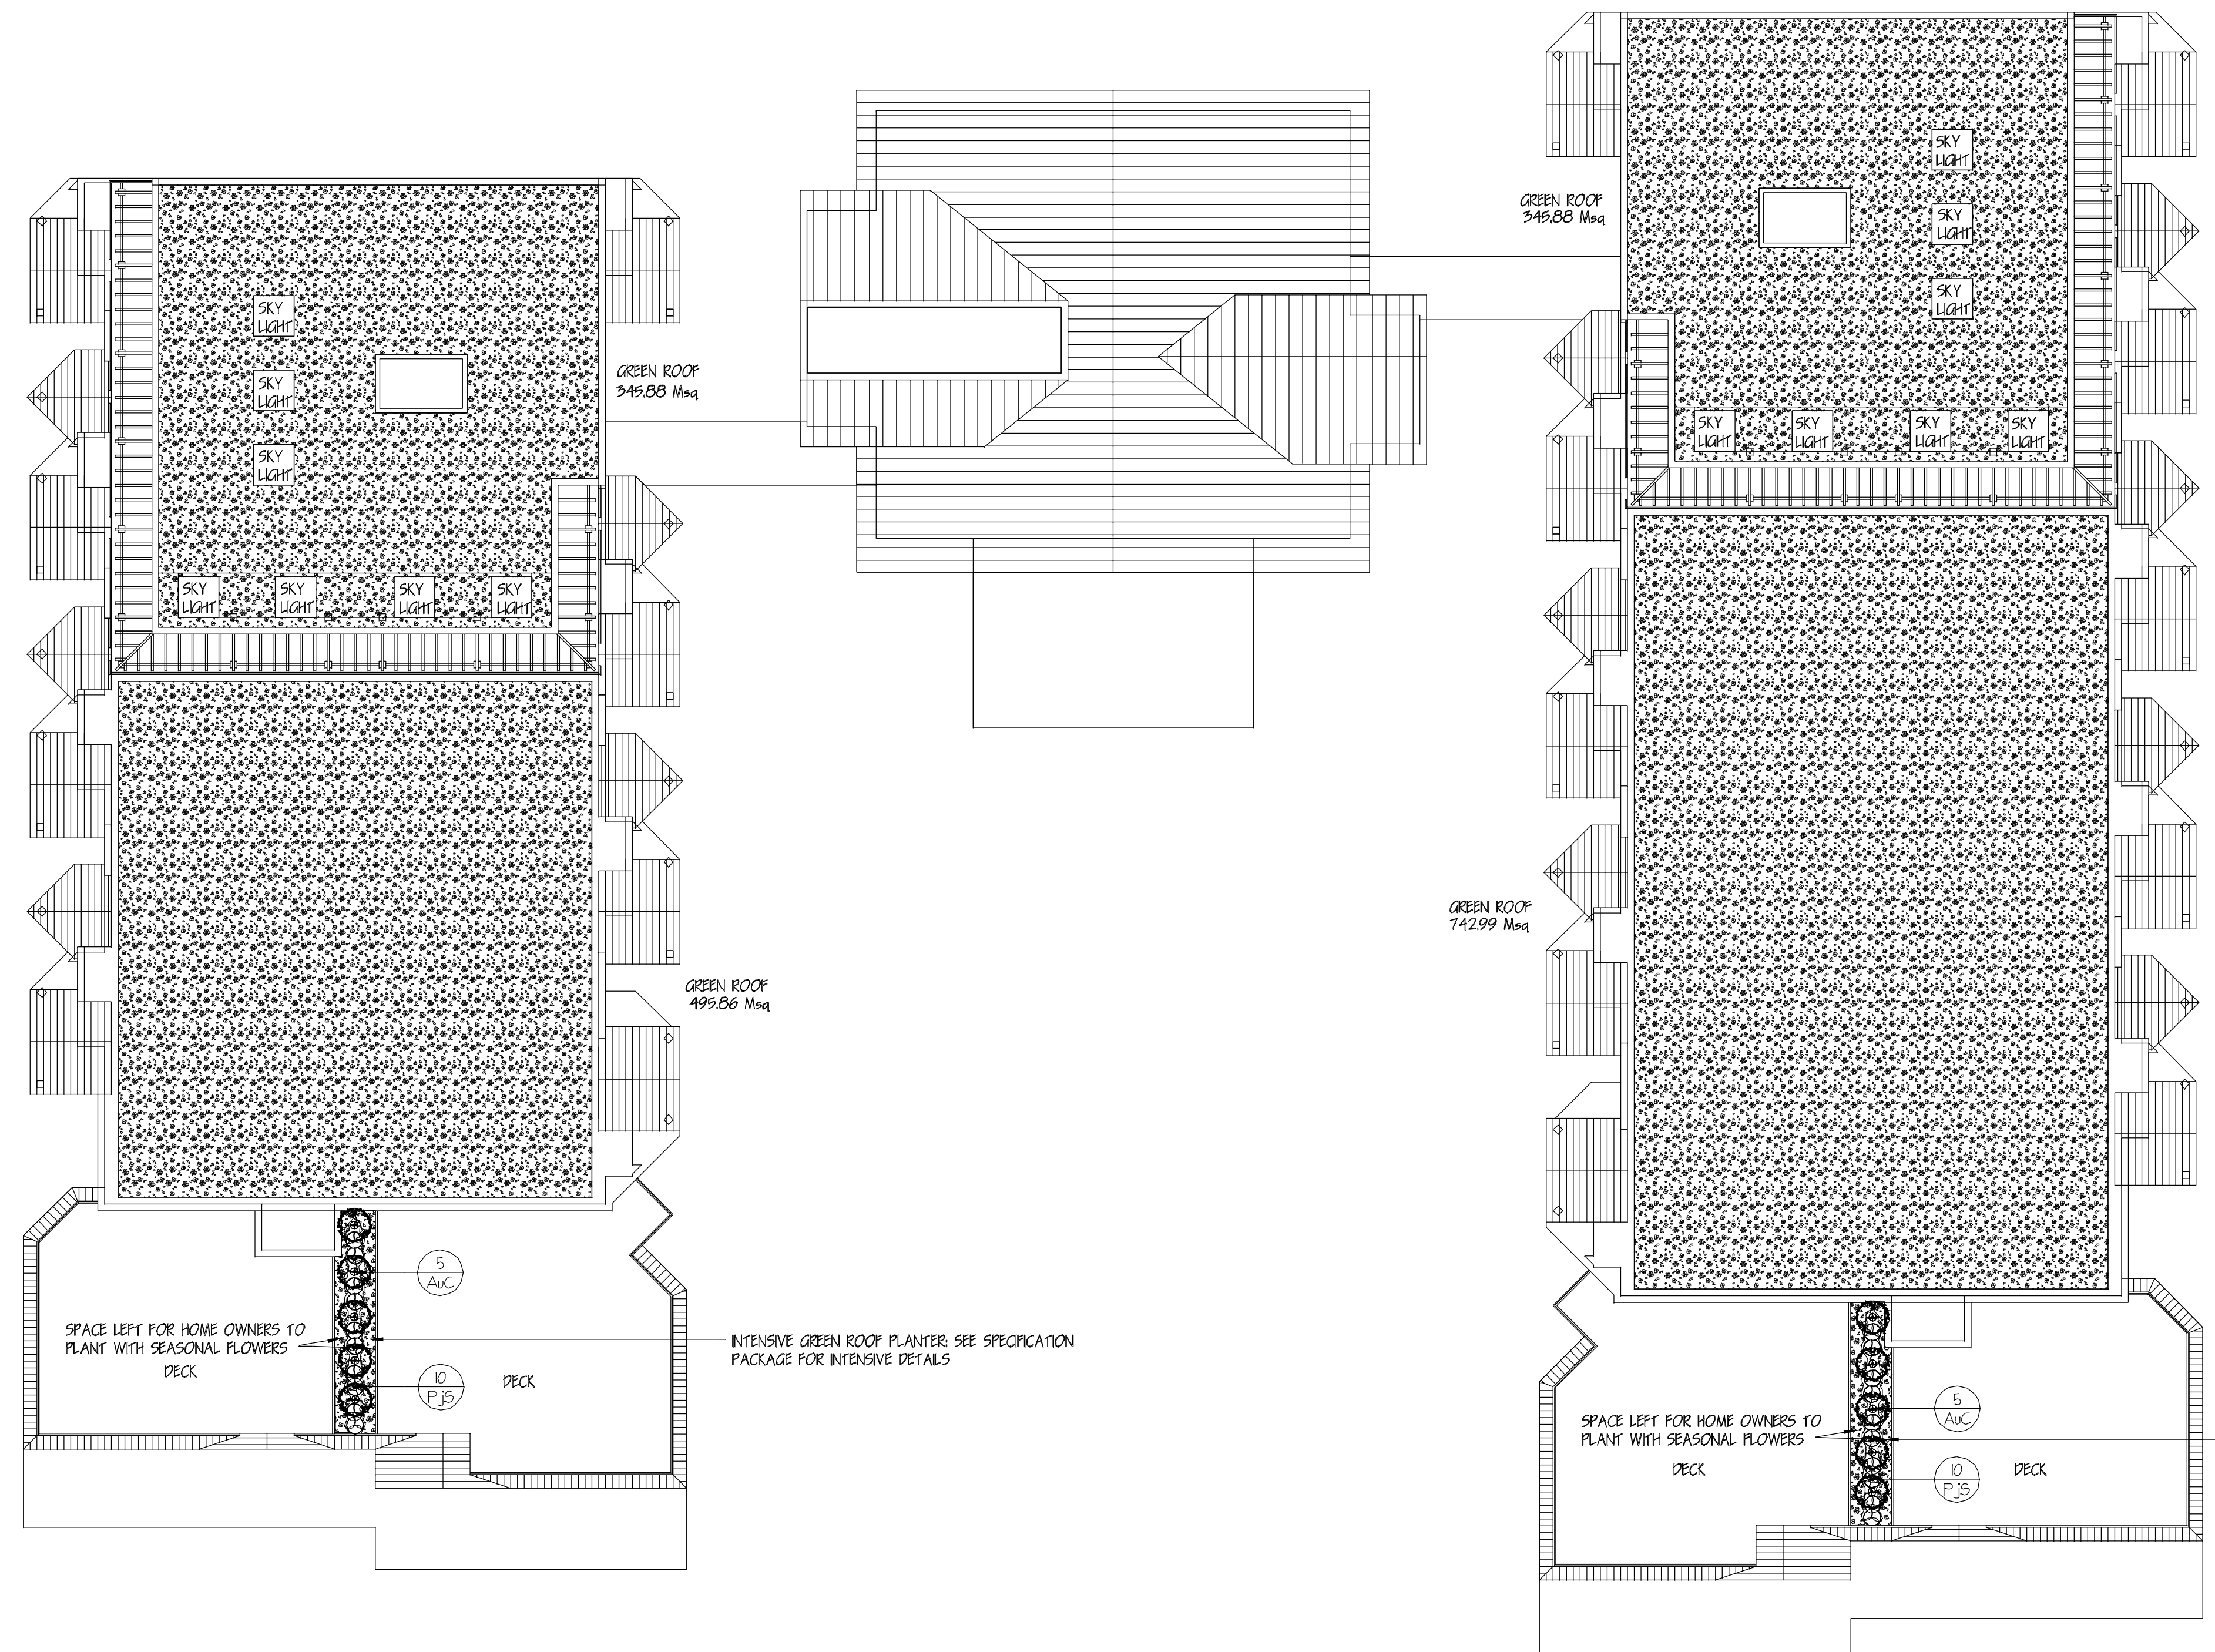 SKY
LIGHT
SKY
LIGHT
SKY
LIGHT
GREEN ROOF
345.88 Msq
SKY
LIGHT
SKY
LIGHT
SKY
LIGHT
SKY
LIGHT
GREEN ROOF
495.86 Msq
5
AuC
SPACE LEFT FOR HOME OWNERS TO
PLANT WITH SEASONAL FLOWERS
DECK
10
PjS
DECK
INTENSIVE GREEN ROOF PLANTER: SEE SPECIFICATION
PACKAGE FOR INTENSIVE DETAILS
SKY
LIGHT
GREEN ROOF
345.88 Msq
SKY
LIGHT
SKY
LIGHT
SKY
LIGHT
SKY
LIGHT
SKY
LIGHT
SKY
LIGHT
GREEN ROOF
742.99 Msq
5
AuC
SPACE LEFT FOR HOME OWNERS TO
PLANT WITH SEASONAL FLOWERS
DECK
10
PjS
DECK